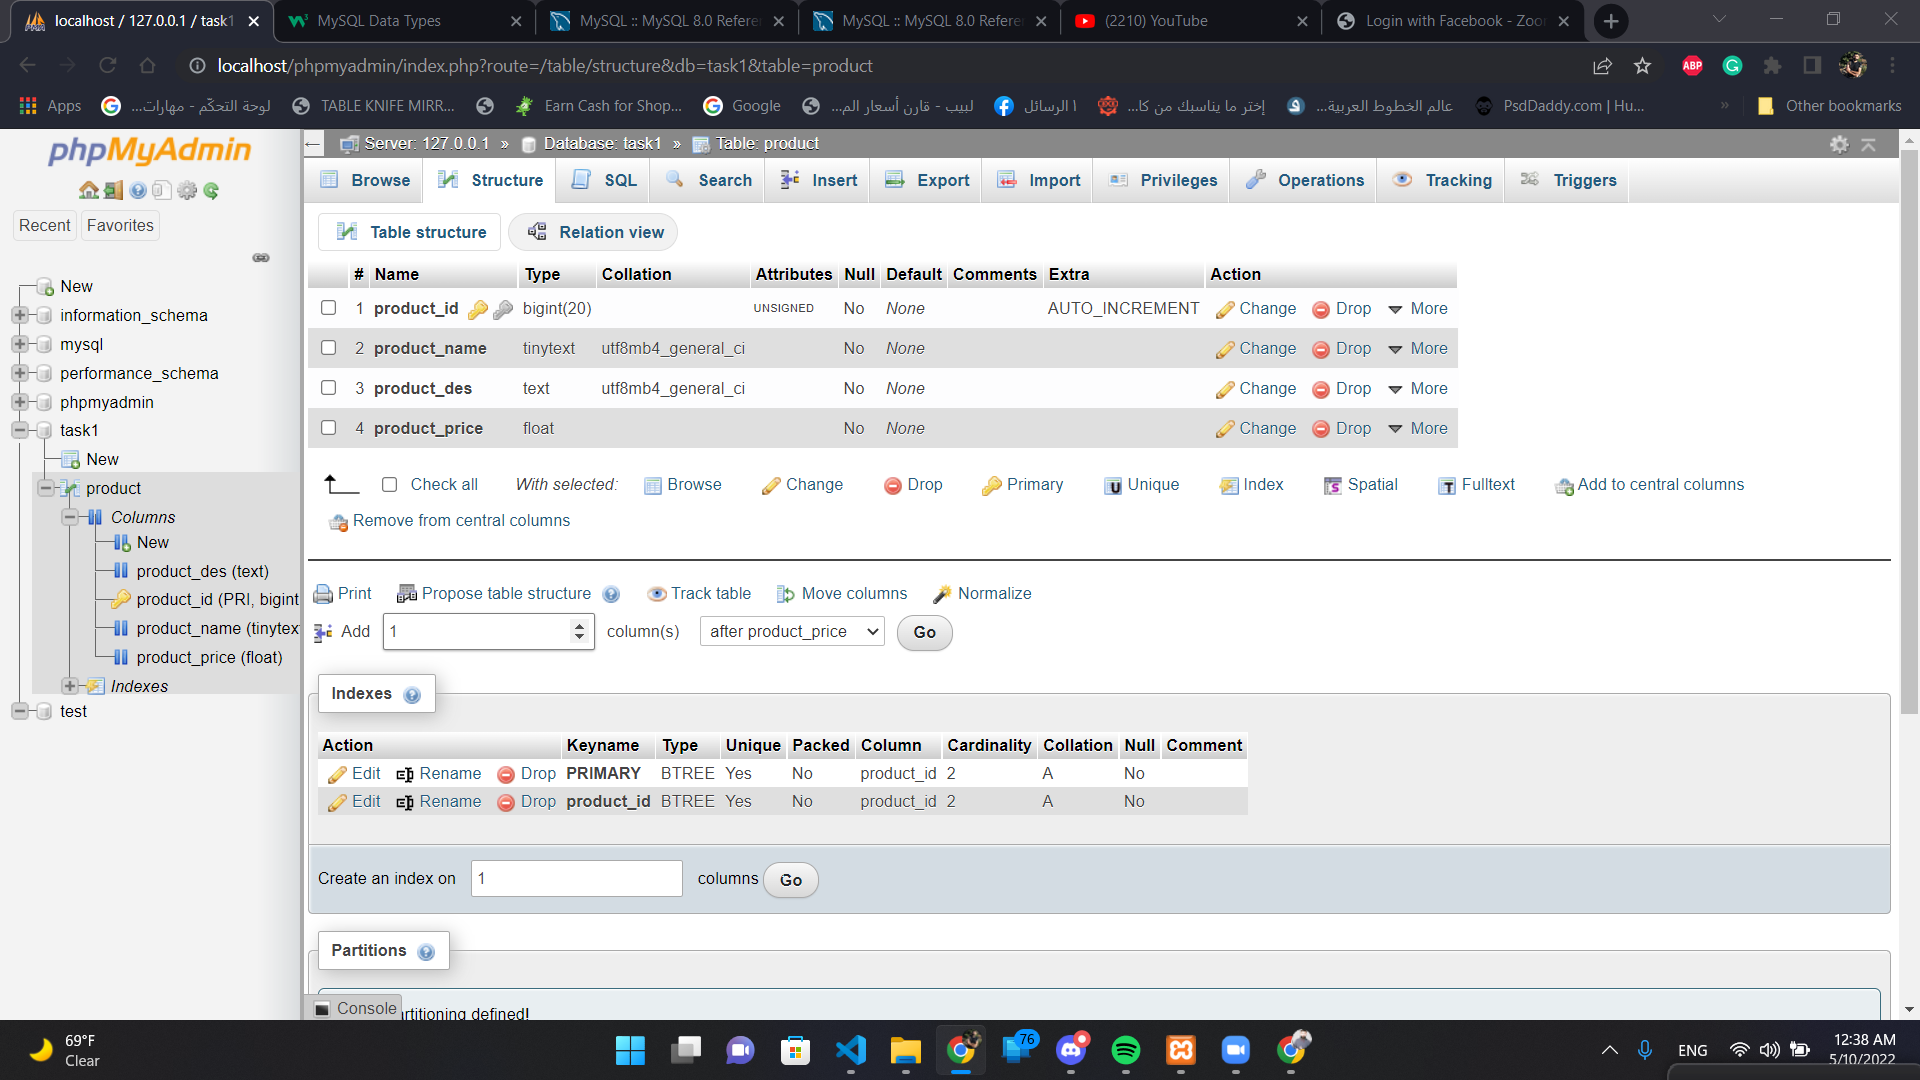 localhost / 127.0.0.1 / task1
MySQL Data Types
MySQL :: MySQL 8.0 Refere
MySQL :: MySQL 8.0 Refere
(2210) YouTube
Login with Facebook - Zoo
localhost/phpmyadmin/index.php?route=/table/structure&db=task1&table=product
ABP
Apps
لوحة التحكّم - مهارات...
TABLE KNIFE MIRR...
Earn Cash for Shop...
Google
لبيب - قارن أسعار الم...
ا الرسائل
إختر ما يناسبك من كا...
عالم الخطوط العربية...
PsdDaddy.com | Hu...
»
Other bookmarks
phpMyAdmin
Recent
Favorites
New
information_schema
mysql
performance_schema
phpmyadmin
task1
New
product
Columns
New
product_des (text)
product_id (PRI, bigint
product_name (tinytex
product_price (float)
Indexes
test
Server: 127.0.0.1 » Database: task1 » Table: product
Browse Structure SQL Search Insert Export Import Privileges Operations Tracking Triggers
Table structure Relation view
# Name Type Collation Attributes Null Default Comments Extra Action
1 product_id bigint(20) UNSIGNED No None AUTO_INCREMENT Change Drop More
2 product_name tinytext utf8mb4_general_ci No None Change Drop More
3 product_des text utf8mb4_general_ci No None Change Drop More
4 product_price float No None Change Drop More
Check all With selected: Browse Change Drop Primary Unique Index Spatial Fulltext Add to central columns
Remove from central columns
Print Propose table structure Track table Move columns Normalize
Add 1 column(s) after product_price Go
Indexes
Action Keyname Type Unique Packed Column Cardinality Collation Null Comment
Edit Rename Drop PRIMARY BTREE Yes No product_id 2 A No
Edit Rename Drop product_id BTREE Yes No product_id 2 A No
Create an index on 1 columns Go
Partitions
Console
artitioning defined!
69°F
Clear
76
ENG
12:38 AM
5/10/2022